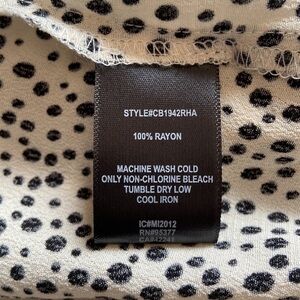 STYLE#CB1942RHA
100% RAYON
MACHINE WASH COLD
ONLY NON-CHLORINE BLEACH
TUMBLE DRY LOW
COOL IRON
IC#MI2012
RN#95377